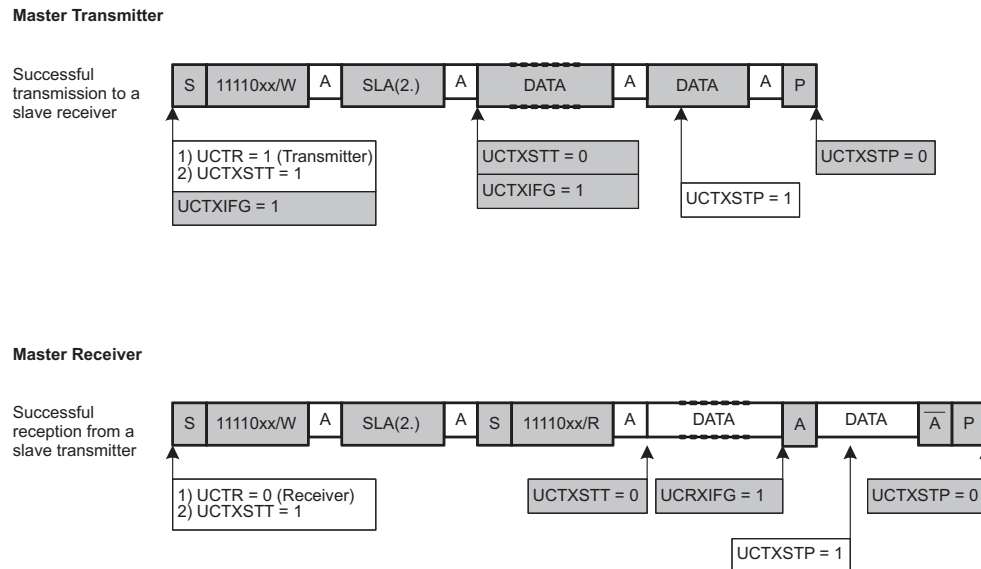 Master Transmitter
Successful
transmission to a
slave receiver
S 11110xx/W A SLA(2.) A DATA A DATA A P
1) UCTR = 1 (Transmitter)
2) UCTXSTT = 1
UCTXIFG = 1
UCTXSTT = 0
UCTXIFG = 1
UCTXSTP = 1
UCTXSTP = 0
Master Receiver
Successful
reception from a
slave transmitter
S 11110xx/W A SLA(2.) A S 11110xx/R A DATA A DATA A̅ P
1) UCTR = 0 (Receiver)
2) UCTXSTT = 1
UCTXSTT = 0
UCRXIFG = 1
UCTXSTP = 1
UCTXSTP = 0